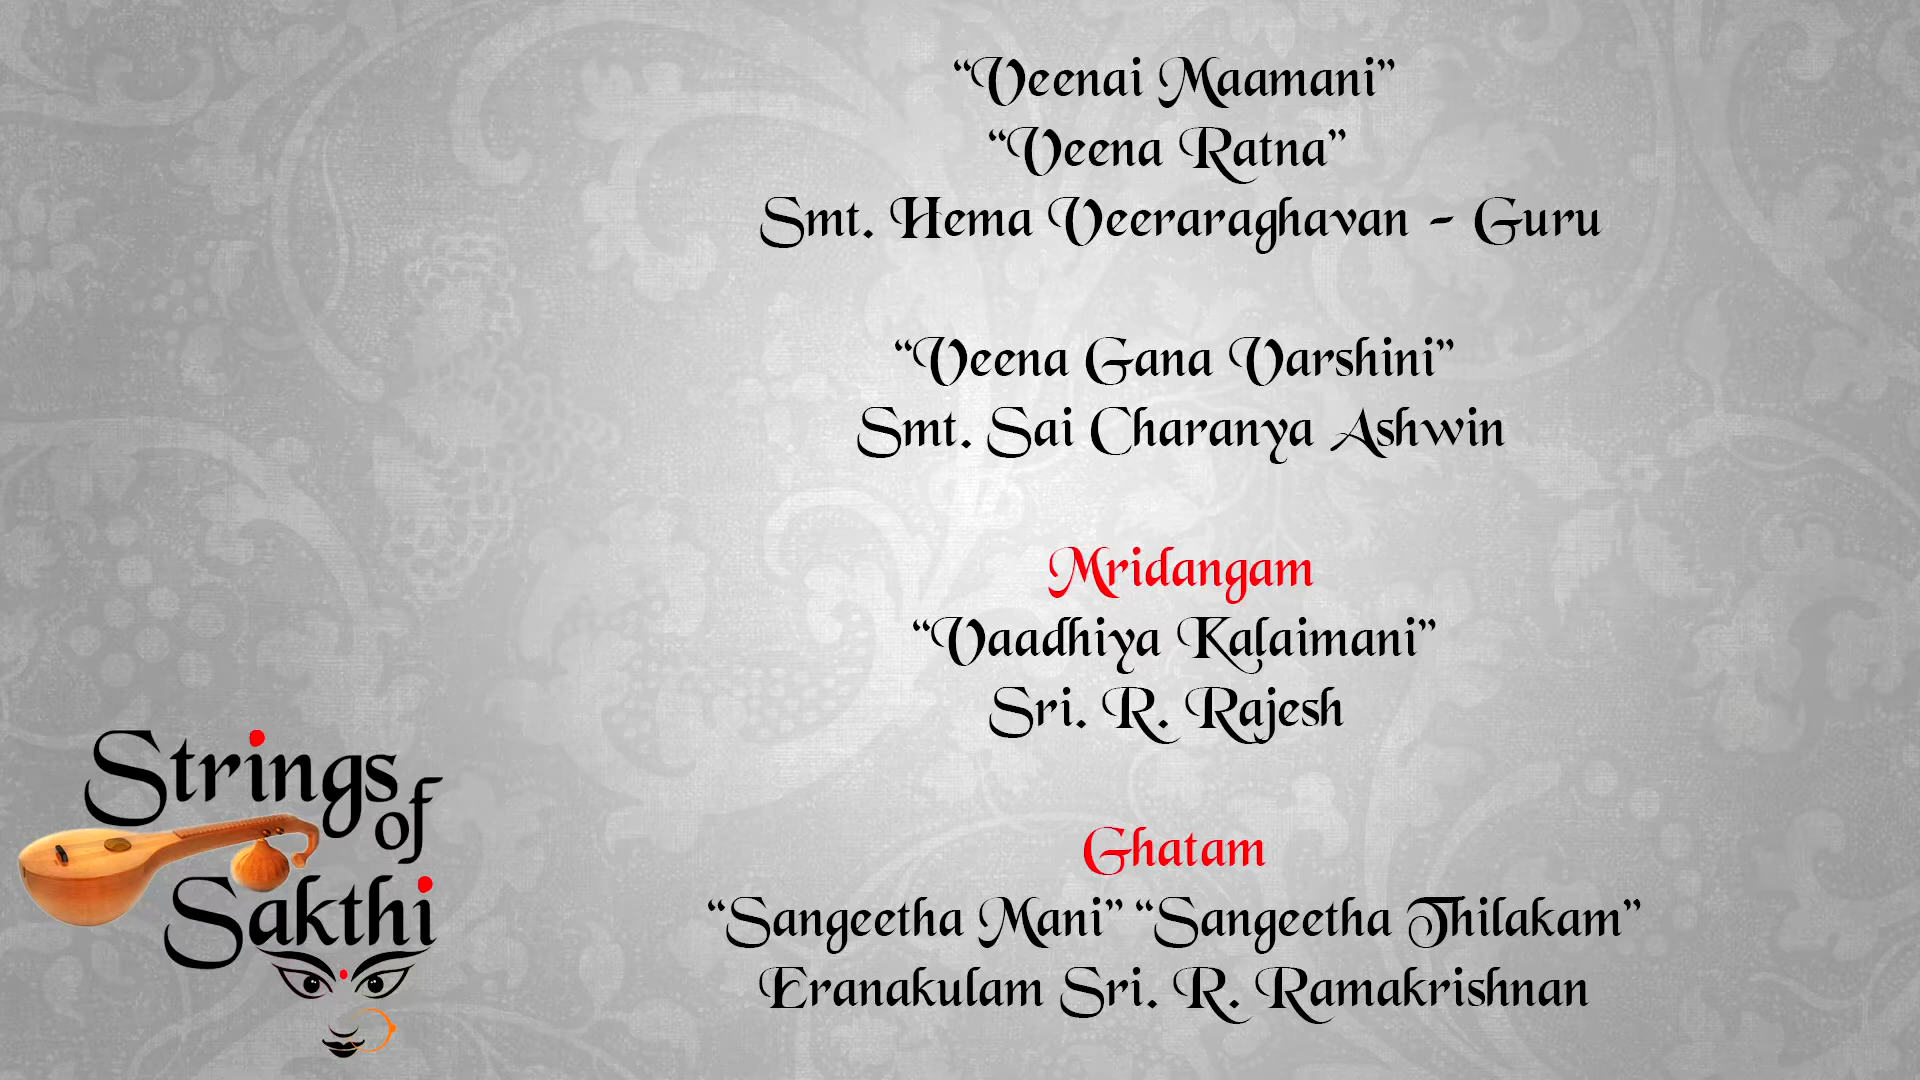 “Veenai Maamani”
“Veena Ratna”
Smt. Hema Veeraraghavan - Guru
“Veena Gana Varshini”
Smt. Sai Charanya Ashwin
Mridangam
“Vaadhiya Kalaimani”
Sri. R. Rajesh
Ghatam
“Sangeetha Mani” “Sangeetha Thilakam”
Eranakulam Sri. R. Ramakrishnan
Strings
of
Sakthi